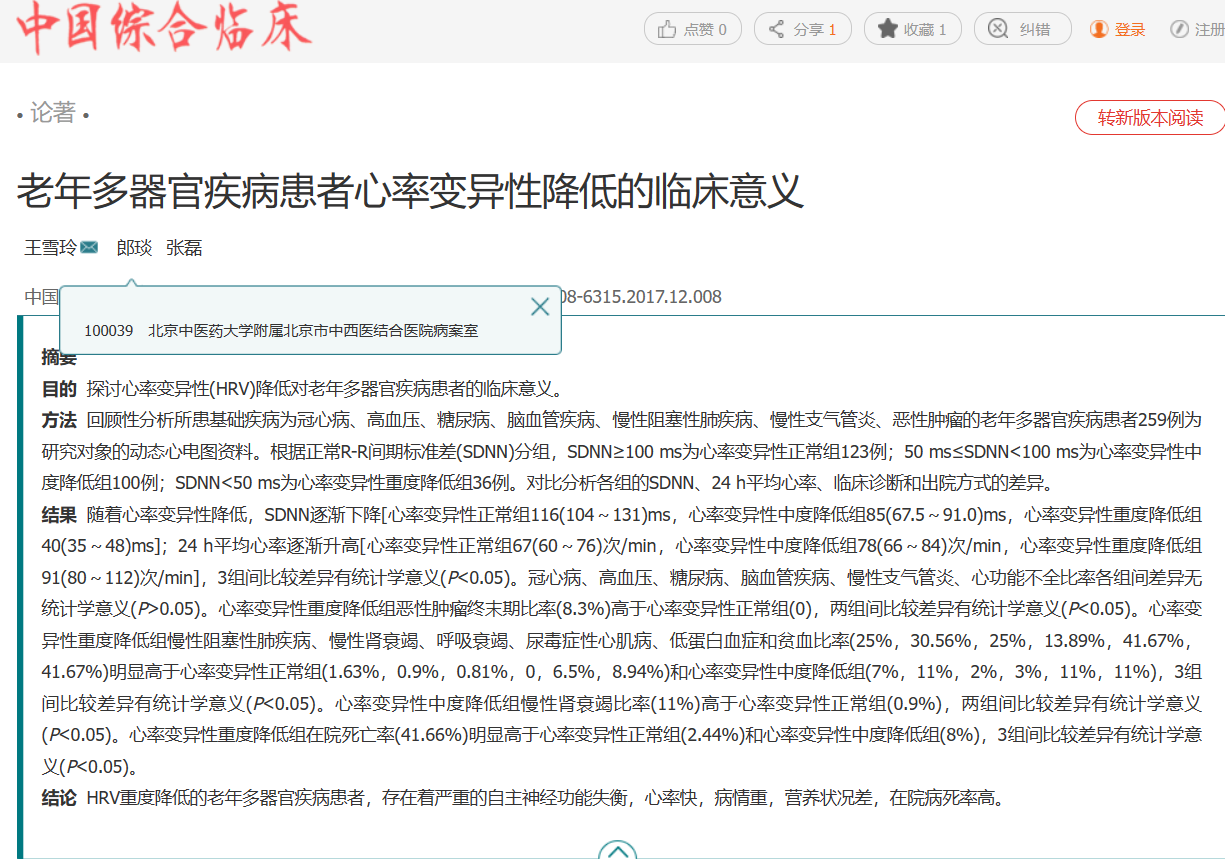 中国综合临床
点赞 0 分享 1 收藏 1 纠错 登录 注册
• 论著 •
转新版本阅读
老年多器官疾病患者心率变异性降低的临床意义
王雪玲 郎琰 张磊
中国 08-6315.2017.12.008
100039 北京中医药大学附属北京市中西医结合医院病案室
摘要
目的 探讨心率变异性(HRV)降低对老年多器官疾病患者的临床意义。
方法 回顾性分析所患基础疾病为冠心病、高血压、糖尿病、脑血管疾病、慢性阻塞性肺疾病、慢性支气管炎、恶性肿瘤的老年多器官疾病患者259例为
研究对象的动态心电图资料。根据正常R-R间期标准差(SDNN)分组，SDNN≥100 ms为心率变异性正常组123例；50 ms≤SDNN<100 ms为心率变异性中
度降低组100例；SDNN<50 ms为心率变异性重度降低组36例。对比分析各组的SDNN、24 h平均心率、临床诊断和出院方式的差异。
结果 随着心率变异性降低，SDNN逐渐下降[心率变异性正常组116(104～131)ms，心率变异性中度降低组85(67.5～91.0)ms，心率变异性重度降低组
40(35～48)ms]；24 h平均心率逐渐升高[心率变异性正常组67(60～76)次/min，心率变异性中度降低组78(66～84)次/min，心率变异性重度降低组
91(80～112)次/min]，3组间比较差异有统计学意义(P<0.05)。冠心病、高血压、糖尿病、脑血管疾病、慢性支气管炎、心功能不全比率各组间差异无
统计学意义(P>0.05)。心率变异性重度降低组恶性肿瘤终末期比率(8.3%)高于心率变异性正常组(0)，两组间比较差异有统计学意义(P<0.05)。心率变
异性重度降低组慢性阻塞性肺疾病、慢性肾衰竭、呼吸衰竭、尿毒症性心肌病、低蛋白血症和贫血比率(25%，30.56%，25%，13.89%，41.67%，
41.67%)明显高于心率变异性正常组(1.63%，0.9%，0.81%，0，6.5%，8.94%)和心率变异性中度降低组(7%，11%，2%，3%，11%，11%)，3组
间比较差异有统计学意义(P<0.05)。心率变异性中度降低组慢性肾衰竭比率(11%)高于心率变异性正常组(0.9%)，两组间比较差异有统计学意义
(P<0.05)。心率变异性重度降低组在院死亡率(41.66%)明显高于心率变异性正常组(2.44%)和心率变异性中度降低组(8%)，3组间比较差异有统计学意
义(P<0.05)。
结论 HRV重度降低的老年多器官疾病患者，存在着严重的自主神经功能失衡，心率快，病情重，营养状况差，在院病死率高。